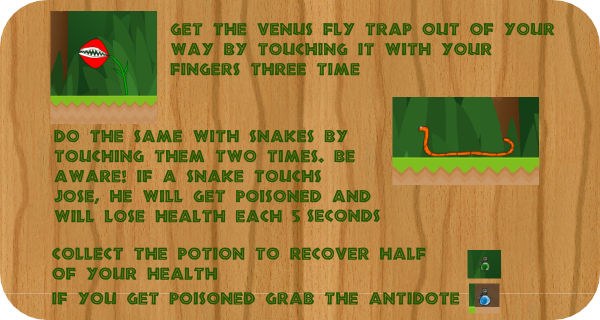 GET THE VENUS FLY TRAP OUT OF YOUR
WAY BY TOUCHING IT WITH YOUR
FINGERS THREE TIME
DO THE SAME WITH SNAKES BY
TOUCHING THEM TWO TIMES. BE
AWARE! IF A SNAKE TOUCHS
JOSE, HE WILL GET POISONED AND
WILL LOSE HEALTH EACH 5 SECONDS
COLLECT THE POTION TO RECOVER HALF
OF YOUR HEALTH
IF YOU GET POISONED GRAB THE ANTIDOTE